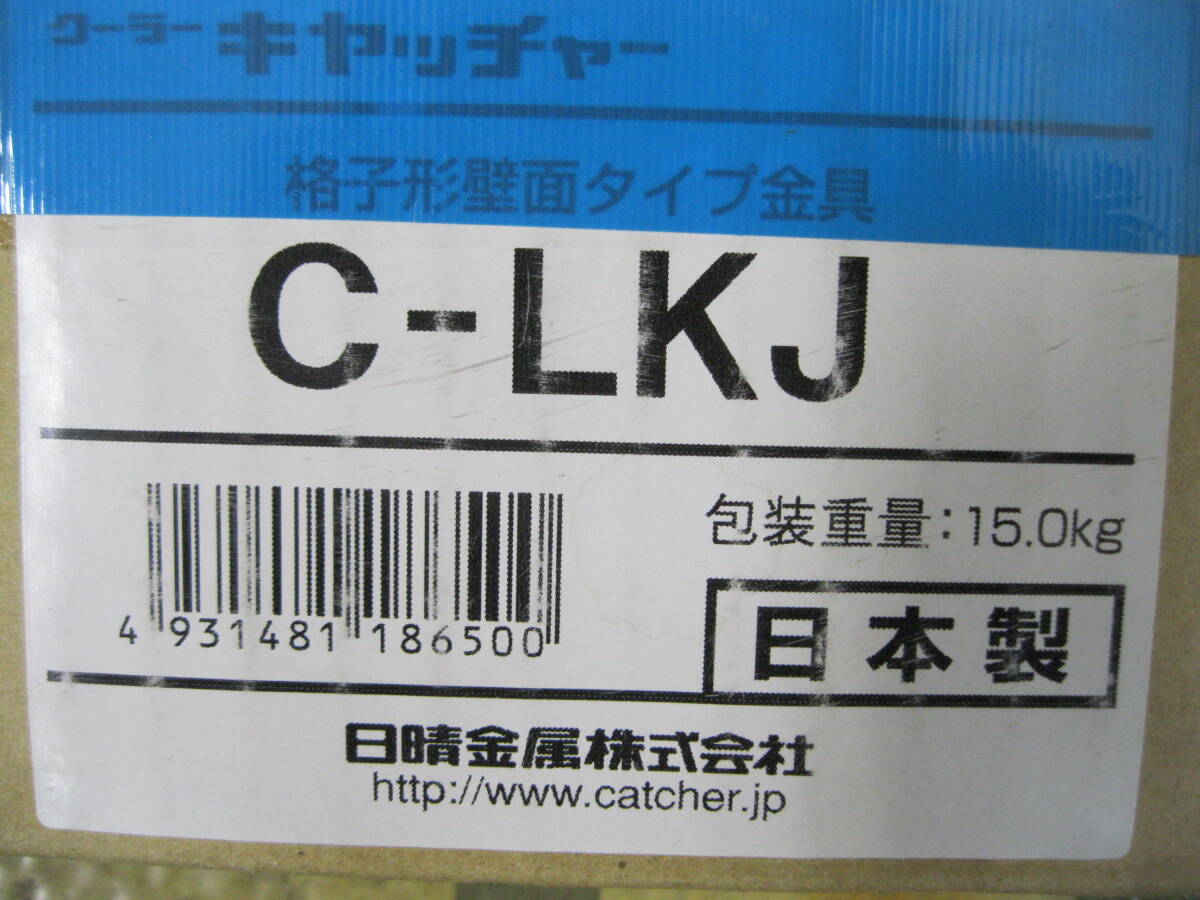 クーラーキャッチャー
格子形壁面タイプ金具
C-LKJ
包装重量:15.0kg
4 931481 186500
日本製
日晴金属株式会社
http://www.catcher.jp